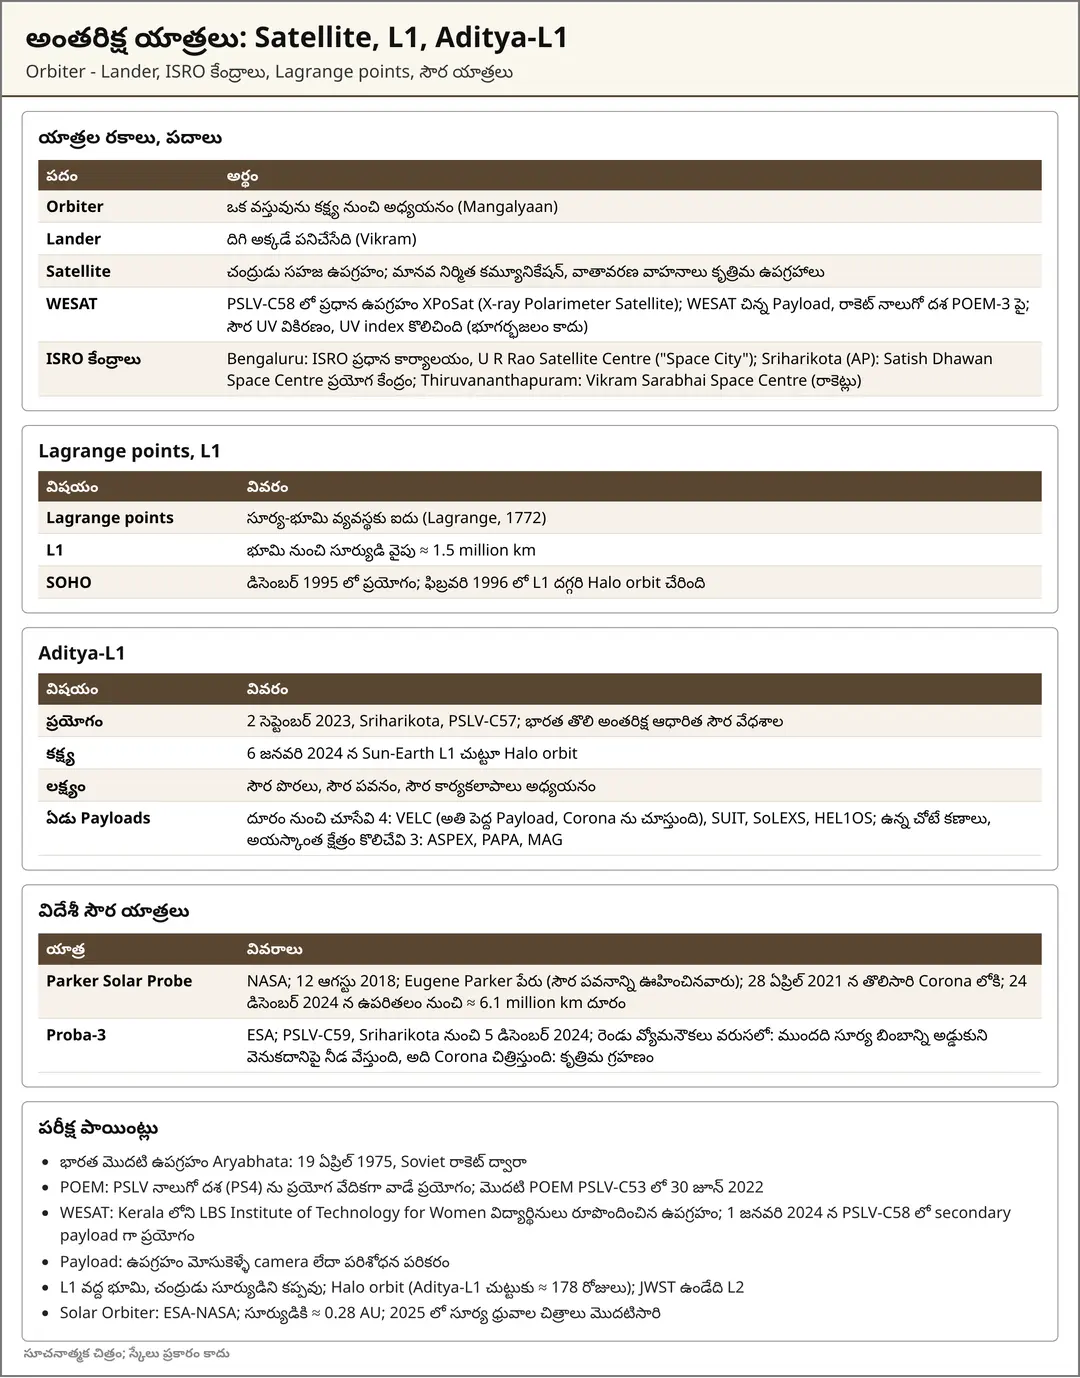 అంతరిక్ష యాత్రలు: Satellite, L1, Aditya-L1
Orbiter - Lander, ISRO కేంద్రాలు, Lagrange points, సౌర యాత్రలు
యాత్రల రకాలు, పదాలు
పదం అర్థం
Orbiter ఒక వస్తువును కక్ష్య నుంచి అధ్యయనం (Mangalyaan)
Lander దిగి అక్కడే పనిచేసేది (Vikram)
Satellite చంద్రుడు సహజ ఉపగ్రహం; మానవ నిర్మిత కమ్యూనికేషన్, వాతావరణ వాహనాలు కృత్రిమ ఉపగ్రహాలు
WESAT PSLV-C58 లో ప్రధాన ఉపగ్రహం XPoSat (X-ray Polarimeter Satellite); WESAT చిన్న Payload, రాకెట్ నాలుగో దశ POEM-3 పై;
సౌర UV వికిరణం, UV index కొలిచింది (భూగర్భజలం కాదు)
ISRO కేంద్రాలు Bengaluru: ISRO ప్రధాన కార్యాలయం, U R Rao Satellite Centre ("Space City"); Sriharikota (AP): Satish Dhawan
Space Centre ప్రయోగ కేంద్రం; Thiruvananthapuram: Vikram Sarabhai Space Centre (రాకెట్లు)
Lagrange points, L1
విషయం వివరం
Lagrange points సూర్య-భూమి వ్యవస్థకు ఐదు (Lagrange, 1772)
L1 భూమి నుంచి సూర్యుడి వైపు ≈ 1.5 million km
SOHO డిసెంబర్ 1995 లో ప్రయోగం; ఫిబ్రవరి 1996 లో L1 దగ్గరి Halo orbit చేరింది
Aditya-L1
విషయం వివరం
ప్రయోగం 2 సెప్టెంబర్ 2023, Sriharikota, PSLV-C57; భారత తొలి అంతరిక్ష ఆధారిత సౌర వేధశాల
కక్ష్య 6 జనవరి 2024 న Sun-Earth L1 చుట్టూ Halo orbit
లక్ష్యం సౌర పొరలు, సౌర పవనం, సౌర కార్యకలాపాలు అధ్యయనం
ఏడు Payloads దూరం నుంచి చూసేవి 4: VELC (అతి పెద్ద Payload, Corona ను చూస్తుంది), SUIT, SoLEXS, HEL1OS; ఉన్న చోటే కణాలు,
అయస్కాంత క్షేత్రం కొలిచేవి 3: ASPEX, PAPA, MAG
విదేశీ సౌర యాత్రలు
యాత్ర వివరాలు
Parker Solar Probe NASA; 12 ఆగస్టు 2018; Eugene Parker పేరు (సౌర పవనాన్ని ఊహించినవారు); 28 ఏప్రిల్ 2021 న తొలిసారి Corona లోకి; 24
డిసెంబర్ 2024 న ఉపరితలం నుంచి ≈ 6.1 million km దూరం
Proba-3 ESA; PSLV-C59, Sriharikota నుంచి 5 డిసెంబర్ 2024; రెండు వ్యోమనౌకలు వరుసలో: ముందది సూర్య బింబాన్ని అడ్డుకుని
వెనుకదానిపై నీడ వేస్తుంది, అది Corona చిత్రిస్తుంది: కృత్రిమ గ్రహణం
పరీక్ష పాయింట్లు
• భారత మొదటి ఉపగ్రహం Aryabhata: 19 ఏప్రిల్ 1975, Soviet రాకెట్ ద్వారా
• POEM: PSLV నాలుగో దశ (PS4) ను ప్రయోగ వేదికగా వాడే ప్రయోగం; మొదటి POEM PSLV-C53 లో 30 జూన్ 2022
• WESAT: Kerala లోని LBS Institute of Technology for Women విద్యార్థినులు రూపొందించిన ఉపగ్రహం; 1 జనవరి 2024 న PSLV-C58 లో secondary
payload గా ప్రయోగం
• Payload: ఉపగ్రహం మోసుకెళ్ళే camera లేదా పరిశోధన పరికరం
• L1 వద్ద భూమి, చంద్రుడు సూర్యుడిని కప్పవు; Halo orbit (Aditya-L1 చుట్టుకు ≈ 178 రోజులు); JWST ఉండేది L2
• Solar Orbiter: ESA-NASA; సూర్యుడికి ≈ 0.28 AU; 2025 లో సూర్య ధ్రువాల చిత్రాలు మొదటిసారి
సూచనాత్మక చిత్రం; స్కేలు ప్రకారం కాదు